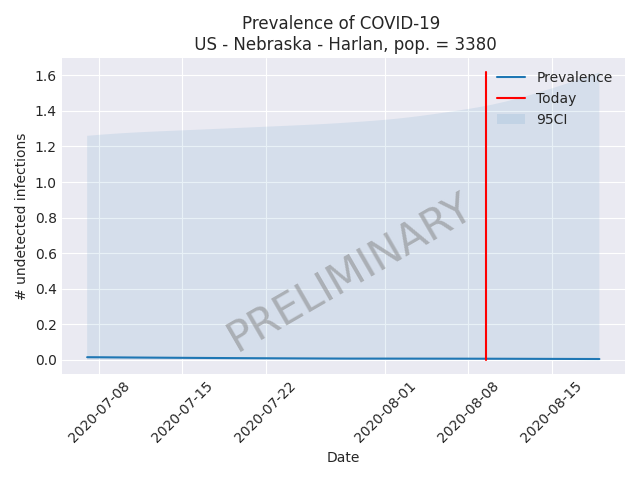 Prevalence of COVID-19
US - Nebraska - Harlan, pop. = 3380
# undetected infections
1.6
1.4
1.2
1.0
0.8
0.6
0.4
0.2
0.0
Prevalence
Today
95CI
PRELIMINARY
2020-07-08
2020-07-15
2020-07-22
2020-08-01
2020-08-08
2020-08-15
Date